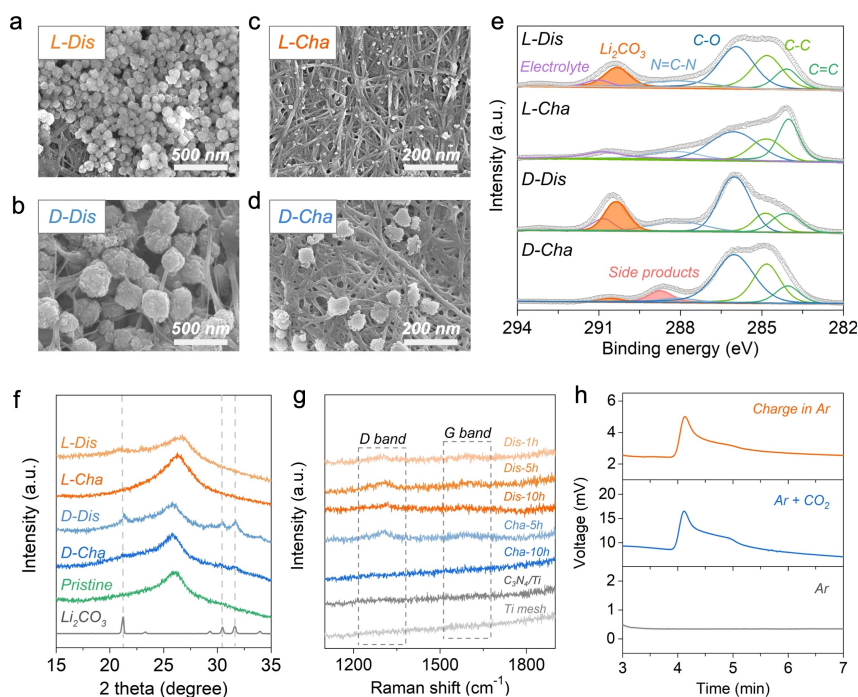 a
L-Dis
500 nm
c
L-Cha
200 nm
b
D-Dis
500 nm
d
D-Cha
200 nm
e
L-Dis
Li₂CO₃
C-O
C-C
Electrolyte
N=C-N
C=C
L-Cha
D-Dis
D-Cha
Side products
Intensity (a.u.)
294 291 288 285 282
Binding energy (eV)
f
L-Dis
L-Cha
D-Dis
D-Cha
Pristine
Li₂CO₃
Intensity (a.u.)
15 20 25 30 35
2 theta (degree)
g
D band
G band
Dis-1h
Dis-5h
Dis-10h
Cha-5h
Cha-10h
C₃N₄/Ti
Ti mesh
Intensity (a.u.)
1200 1500 1800
Raman shift (cm⁻¹)
h
Charge in Ar
6
4
2
Ar + CO₂
20
15
10
Ar
2
1
0
Voltage (mV)
3 4 5 6 7
Time (min)